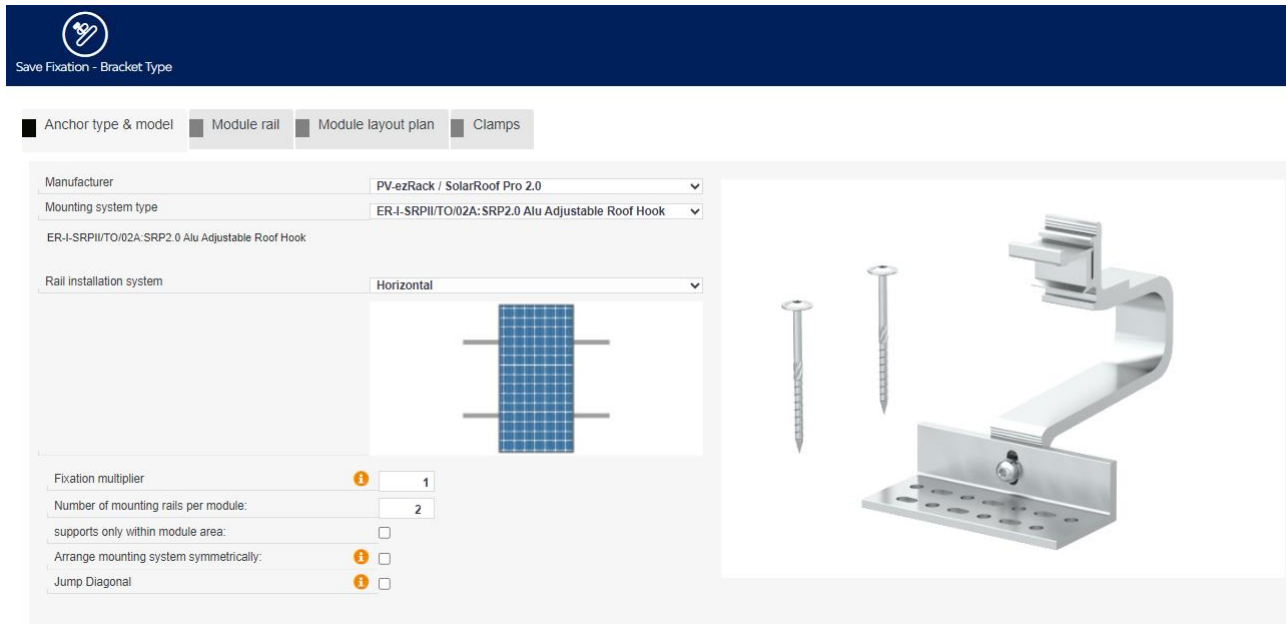 Save Fixation - Bracket Type
Anchor type & model Module rail Module layout plan Clamps
Manufacturer PV-ezRack / SolarRoof Pro 2.0
Mounting system type ER-I-SRPII/TO/02A:SRP2.0 Alu Adjustable Roof Hook
ER-I-SRPII/TO/02A:SRP2.0 Alu Adjustable Roof Hook
Rail installation system Horizontal
Fixation multiplier i 1
Number of mounting rails per module: 2
supports only within module area:
Arrange mounting system symmetrically: i
Jump Diagonal i